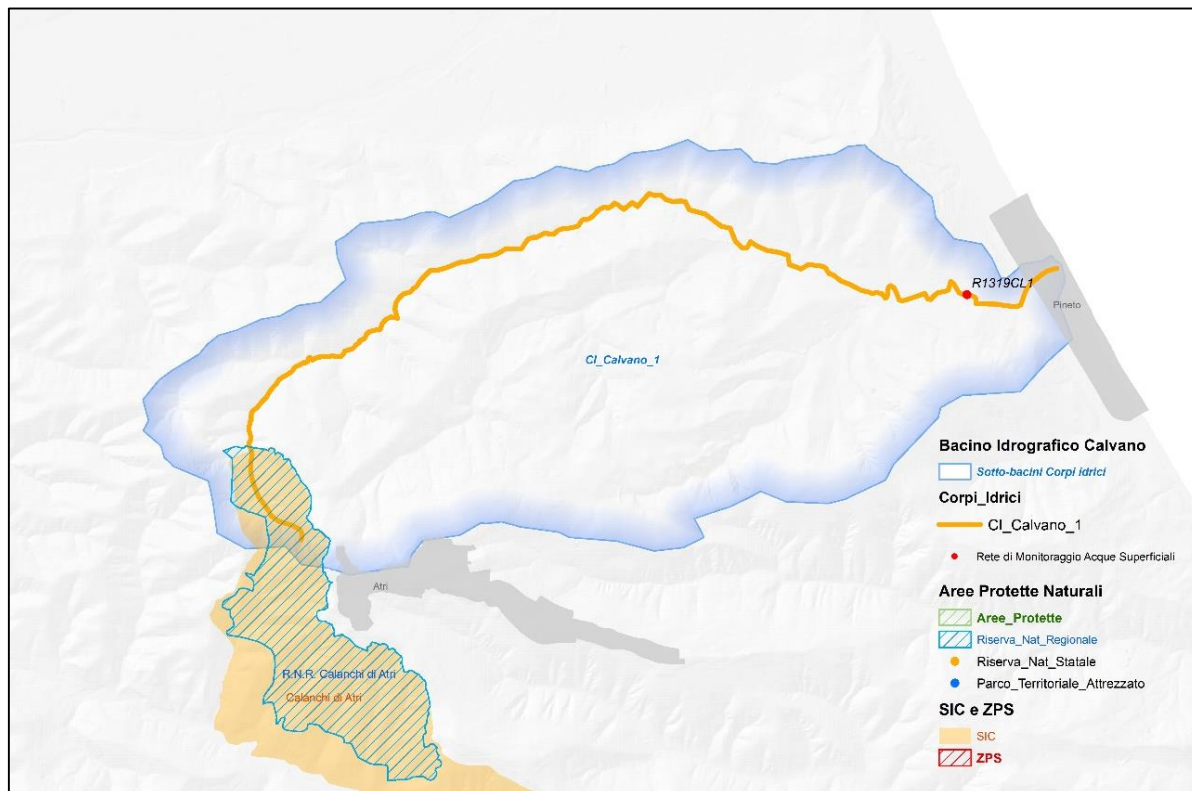 R1319CL1
Pineto
CI_Calvano_1
Atri
R.N.R. Calanchi di Atri
Calanchi di Atri
Bacino Idrografico Calvano
Sotto-bacini Corpi idrici
Corpi_Idrici
CI_Calvano_1
Rete di Monitoraggio Acque Superficiali
Aree Protette Naturali
Aree_Protette
Riserva_Nat_Regionale
Riserva_Nat_Statale
Parco_Territoriale_Attrezzato
SIC e ZPS
SIC
ZPS